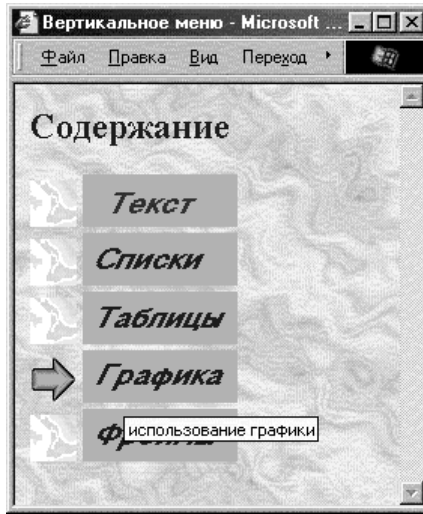 Вертикальное меню - Microsoft ...
Файл Правка Вид Переход
Содержание
Текст
Списки
Таблицы
Графика
использование графики